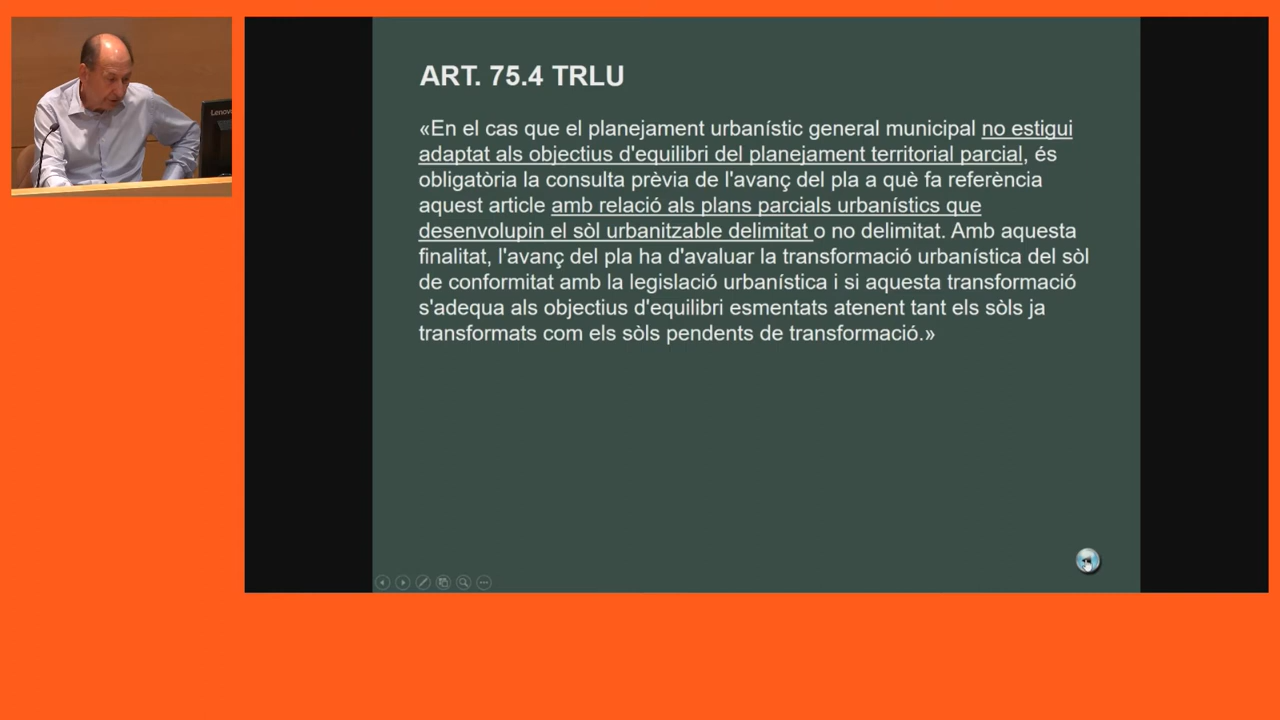 Lenovo
ART. 75.4 TRLU
«En el cas que el planejament urbanístic general municipal no estigui
adaptat als objectius d'equilibri del planejament territorial parcial, és
obligatòria la consulta prèvia de l'avanç del pla a què fa referència
aquest article amb relació als plans parcials urbanístics que
desenvolupin el sòl urbanitzable delimitat o no delimitat. Amb aquesta
finalitat, l'avanç del pla ha d'avaluar la transformació urbanística del sòl
de conformitat amb la legislació urbanística i si aquesta transformació
s'adequa als objectius d'equilibri esmentats atenent tant els sòls ja
transformats com els sòls pendents de transformació.»